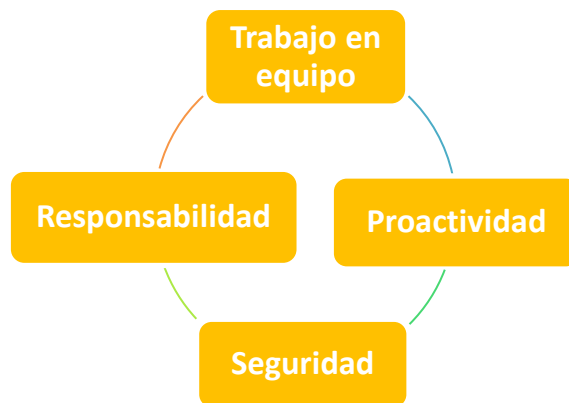 Trabajo en
equipo
Responsabilidad
Proactividad
Seguridad